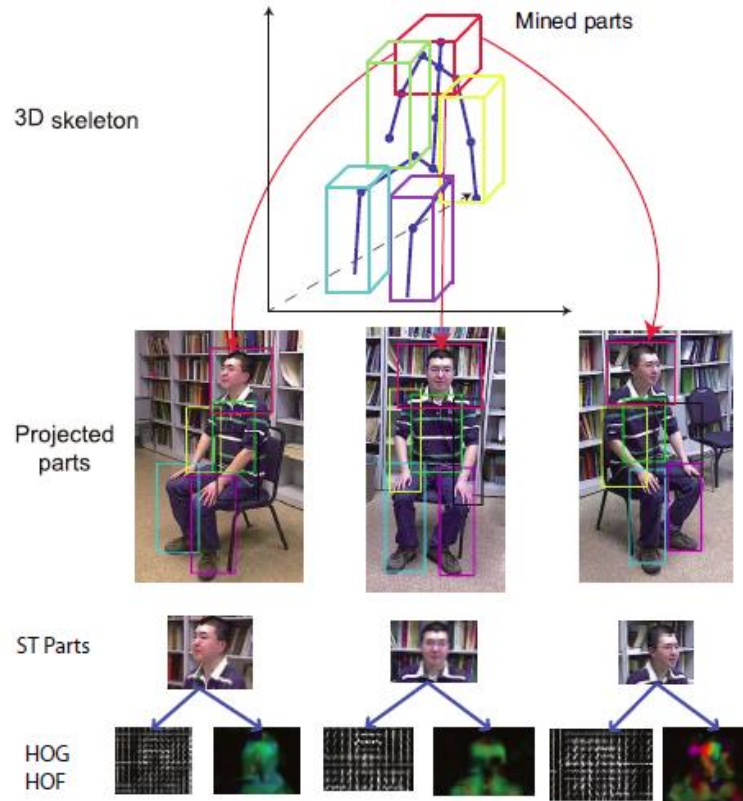 Mined parts
3D skeleton
Projected
parts
ST Parts
HOG
HOF